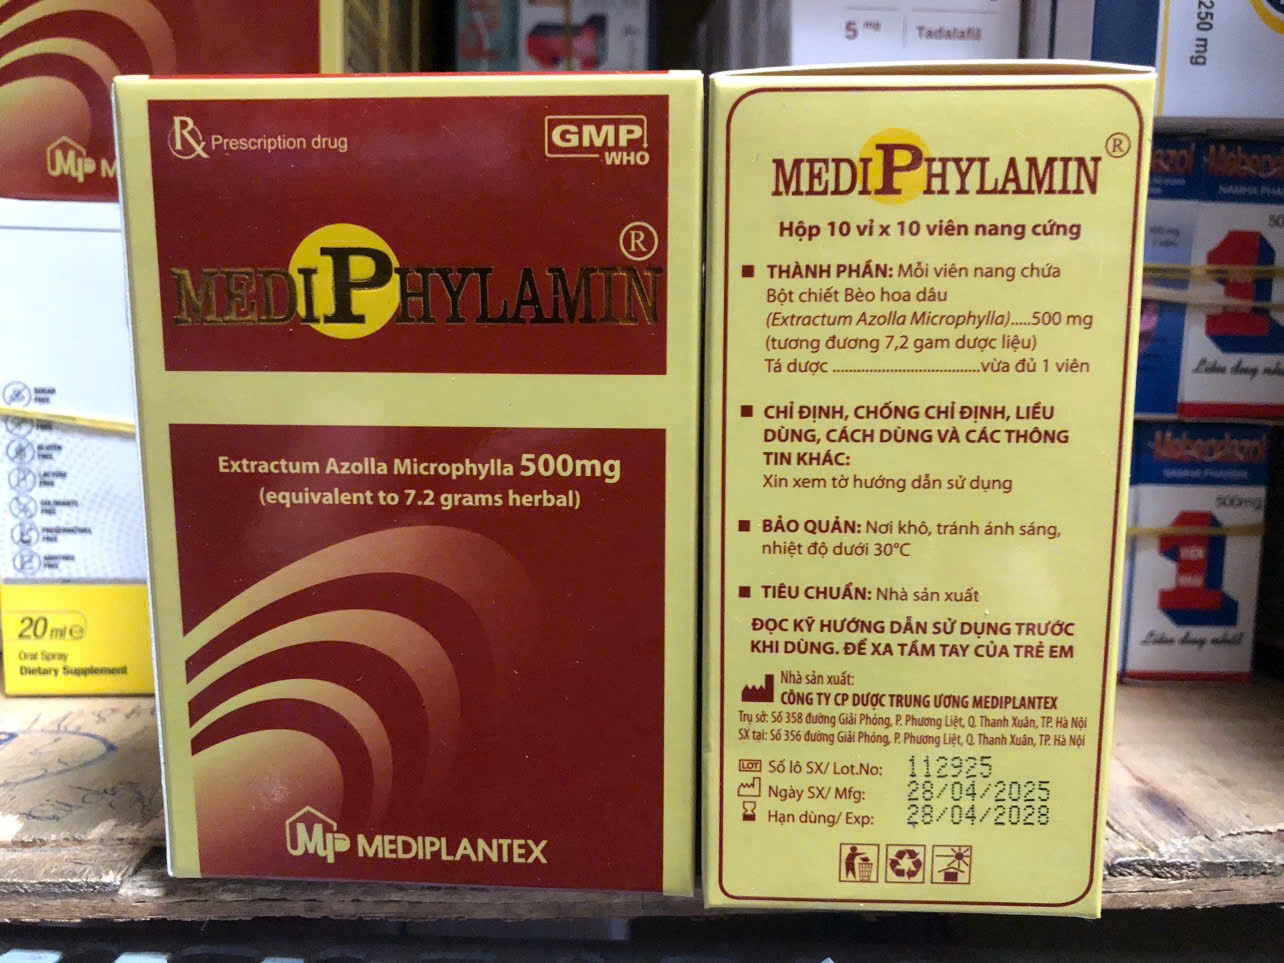 Rx Prescription drug
GMP
WHO
MEDIPHYLAMIN®
Extractum Azolla Microphylla 500mg
(equivalent to 7.2 grams herbal)
MP MEDIPLANTEX
MEDIPHYLAMIN®
Hộp 10 vỉ x 10 viên nang cứng
THÀNH PHẦN: Mỗi viên nang chứa
Bột chiết Bèo hoa dâu
(Extractum Azolla Microphylla).....500 mg
(tương đương 7,2 gam dược liệu)
Tá dược .....................................vừa đủ 1 viên
CHỈ ĐỊNH, CHỐNG CHỈ ĐỊNH, LIỀU
DÙNG, CÁCH DÙNG VÀ CÁC THÔNG
TIN KHÁC:
Xin xem tờ hướng dẫn sử dụng
BẢO QUẢN: Nơi khô, tránh ánh sáng,
nhiệt độ dưới 30°C
TIÊU CHUẨN: Nhà sản xuất
ĐỌC KỸ HƯỚNG DẪN SỬ DỤNG TRƯỚC
KHI DÙNG. ĐỂ XA TẦM TAY CỦA TRẺ EM
Nhà sản xuất:
CÔNG TY CP DƯỢC TRUNG ƯƠNG MEDIPLANTEX
Trụ sở: Số 358 đường Giải Phóng, P. Phương Liệt, Q. Thanh Xuân, TP. Hà Nội
SX tại: Số 356 đường Giải Phóng, P. Phương Liệt, Q. Thanh Xuân, TP. Hà Nội
LOT Số lô SX/ Lot.No: 112925
Ngày SX/ Mfg: 28/04/2025
Hạn dùng/ Exp: 28/04/2028
MP M
20 ml e
Oral Spray
Dietary Supplement
5 mg
Tadalafil
250 mg
Mebendazol
500mg
1